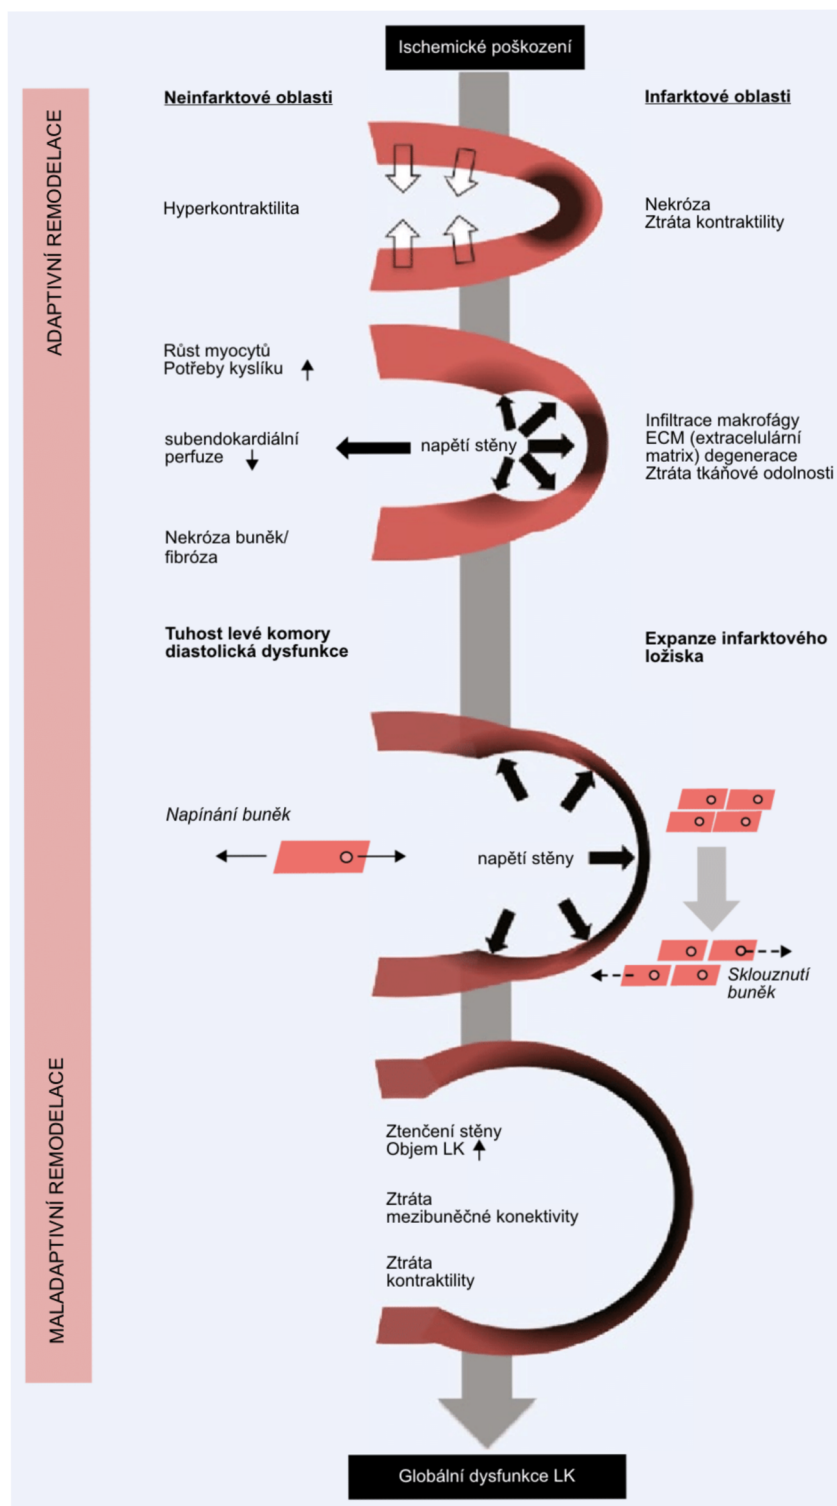 Ischemické poškození
Neinfarktové oblasti
Infarktové oblasti
ADAPTIVNÍ REMODELACE
Hyperkontraktilita
Nekróza
Ztráta kontraktility
Růst myocytů
Potřeby kyslíku
subendokardiální
perfuze
napětí stěny
Infiltrace makrofágy
ECM (extracelulární
matrix) degenerace
Ztráta tkáňové odolnosti
Nekróza buněk/
fibróza
Tuhost levé komory
diastolická dysfunkce
Expanze infarktového
ložiska
Napínání buněk
napětí stěny
Sklouznutí
buněk
MALADAPTIVNÍ REMODELACE
Ztenčení stěny
Objem LK
Ztráta
mezibuněčné konektivity
Ztráta
kontraktility
Globální dysfunkce LK